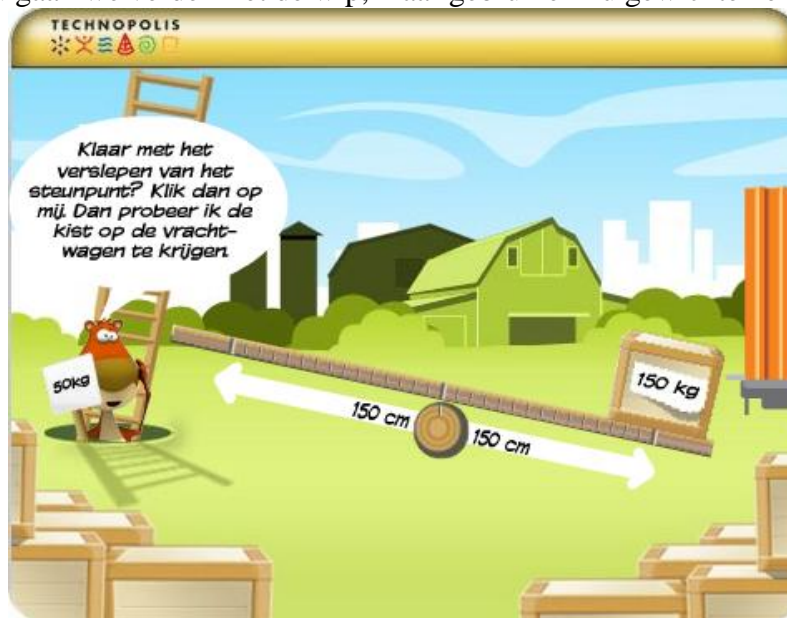 TECHNOPOLIS
Klaar met het
verslepen van het
steunpunt? Klik dan op
mij. Dan probeer ik de
kist op de vracht-
wagen te krijgen.
50kg
150 kg
150 cm
150 cm